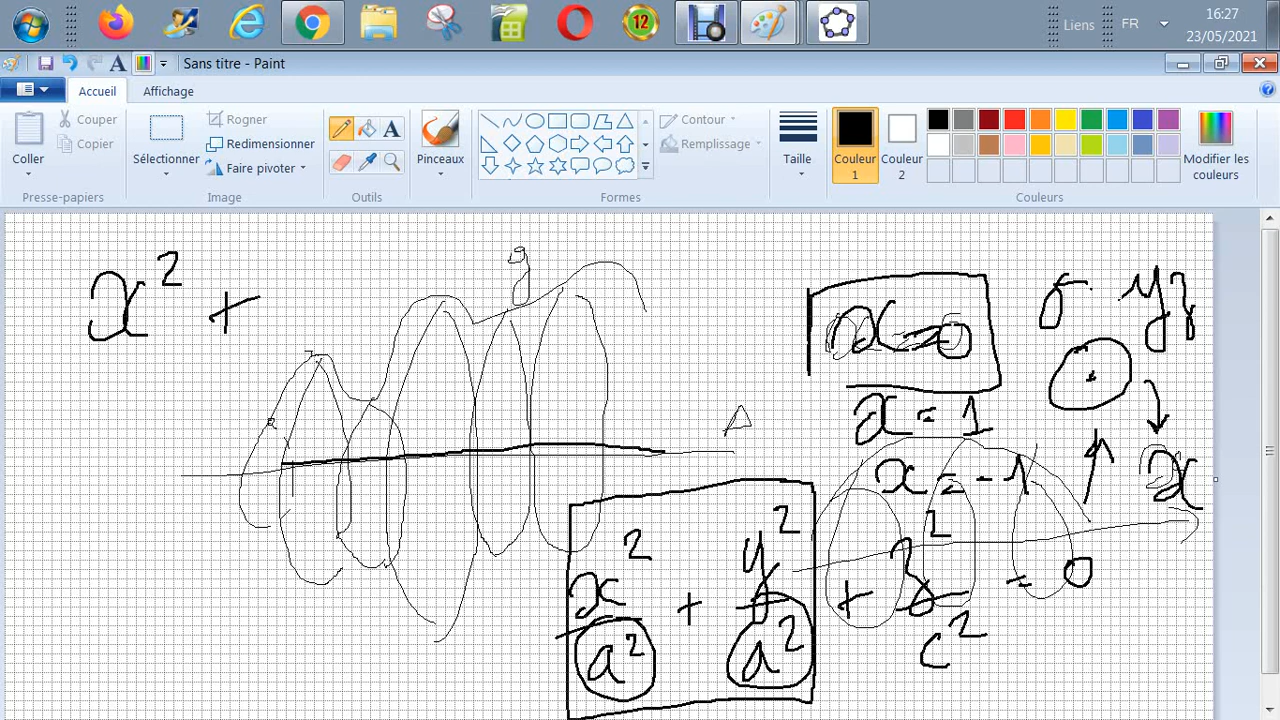 12
Liens
FR
16:27
23/05/2021
Sans titre - Paint
Accueil
Affichage
Coller
Couper
Copier
Presse-papiers
Sélectionner
Rogner
Redimensionner
Faire pivoter
Image
A
Outils
Pinceaux
Contour
Remplissage
Formes
Taille
Couleur
1
Couleur
2
Modifier les
couleurs
Couleurs
x² +
Δ
x = 1
x = -1
x
x²/a² + y²/a² + z²/c² = 0